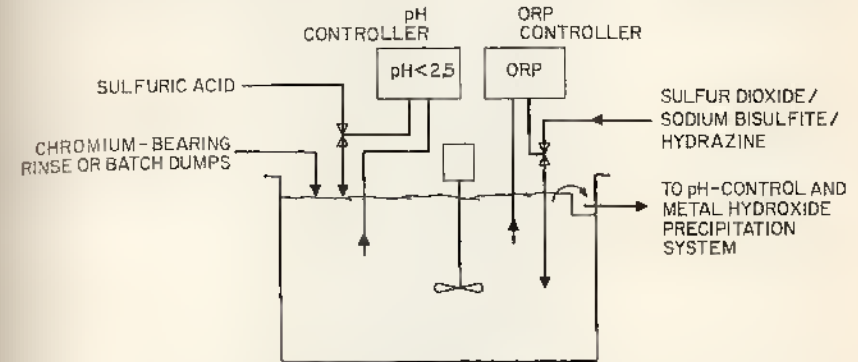 pH
CONTROLLER
ORP
CONTROLLER
pH<2.5
ORP
SULFURIC ACID
CHROMIUM-BEARING
RINSE OR BATCH DUMPS
SULFUR DIOXIDE/
SODIUM BISULFITE/
HYDRAZINE
TO pH-CONTROL AND
METAL HYDROXIDE
PRECIPITATION
SYSTEM